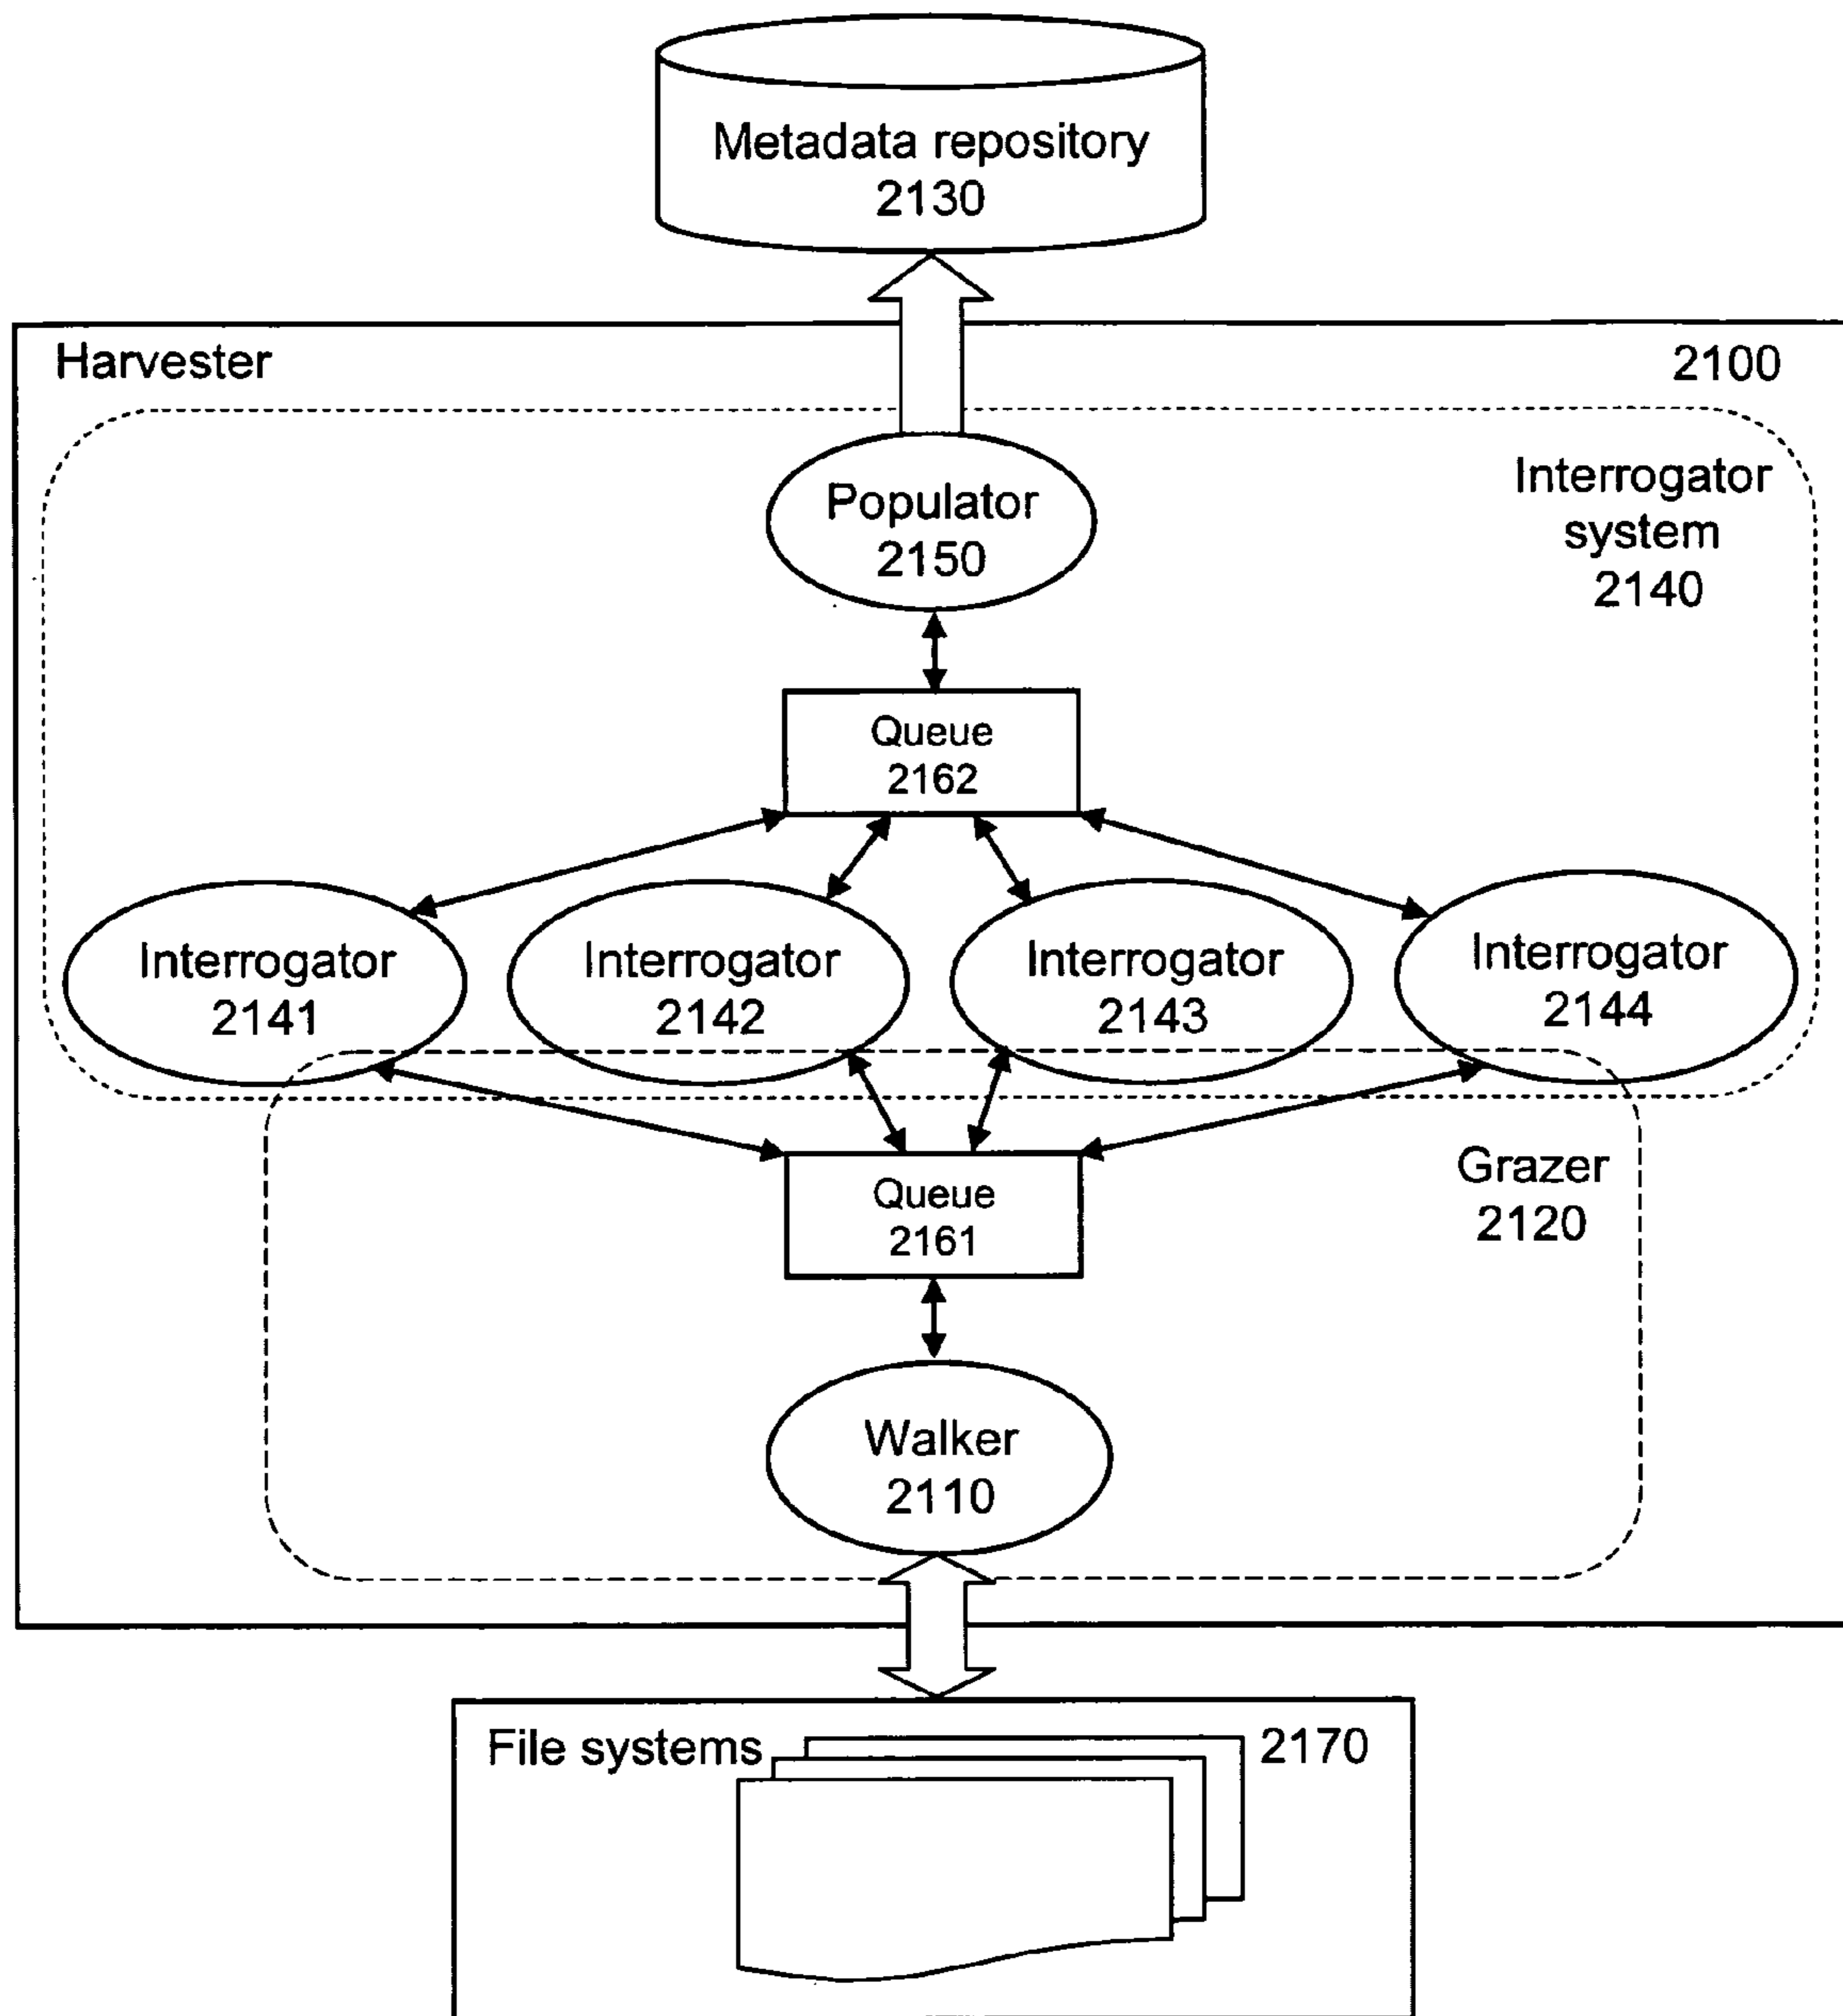 Metadata repository
2130
Harvester
2100
Populator
2150
Interrogator
system
2140
Queue
2162
Interrogator
2141
Interrogator
2142
Interrogator
2143
Interrogator
2144
Queue
2161
Grazer
2120
Walker
2110
File systems
2170